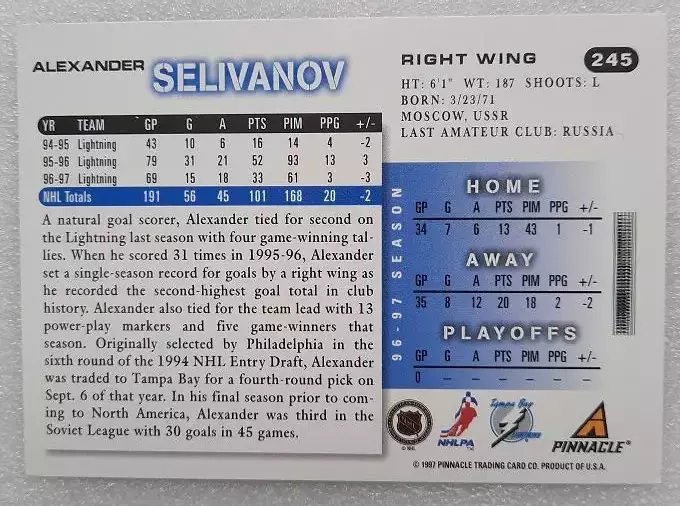 ALEXANDER SELIVANOV
RIGHT WING 245
HT: 6'1" WT: 187 SHOOTS: L
BORN: 3/23/71
MOSCOW, USSR
LAST AMATEUR CLUB: RUSSIA
YR TEAM GP G A PTS PIM PPG +/-
94-95 Lightning 43 10 6 16 14 4 -2
95-96 Lightning 79 31 21 52 93 13 3
96-97 Lightning 69 15 18 33 61 3 -3
NHL Totals 191 56 45 101 168 20 -2
A natural goal scorer, Alexander tied for second on
the Lightning last season with four game-winning tal-
lies. When he scored 31 times in 1995-96, Alexander
set a single-season record for goals by a right wing as
he recorded the second-highest goal total in club
history. Alexander also tied for the team lead with 13
power-play markers and five game-winners that
season. Originally selected by Philadelphia in the
sixth round of the 1994 NHL Entry Draft, Alexander
was traded to Tampa Bay for a fourth-round pick on
Sept. 6 of that year. In his final season prior to com-
ing to North America, Alexander was third in the
Soviet League with 30 goals in 45 games.
96-97 SEASON
HOME
GP G A PTS PIM PPG +/-
34 7 6 13 43 1 -1
AWAY
GP G A PTS PIM PPG +/-
35 8 12 20 18 2 -2
PLAYOFFS
GP G A PTS PIM PPG +/-
0 – – – – – –
NHL
© NHL
NHLPA
TM
Tampa Bay
Lightning
PINNACLE®
© 1997 PINNACLE TRADING CARD CO. PRODUCT OF U.S.A.